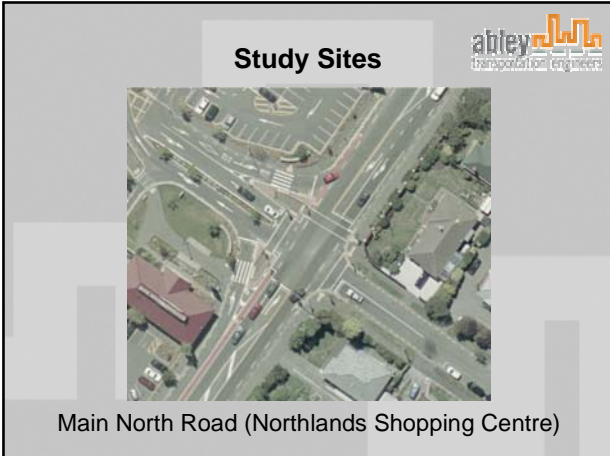 Study Sites
abley
transportation engineers
Main North Road (Northlands Shopping Centre)